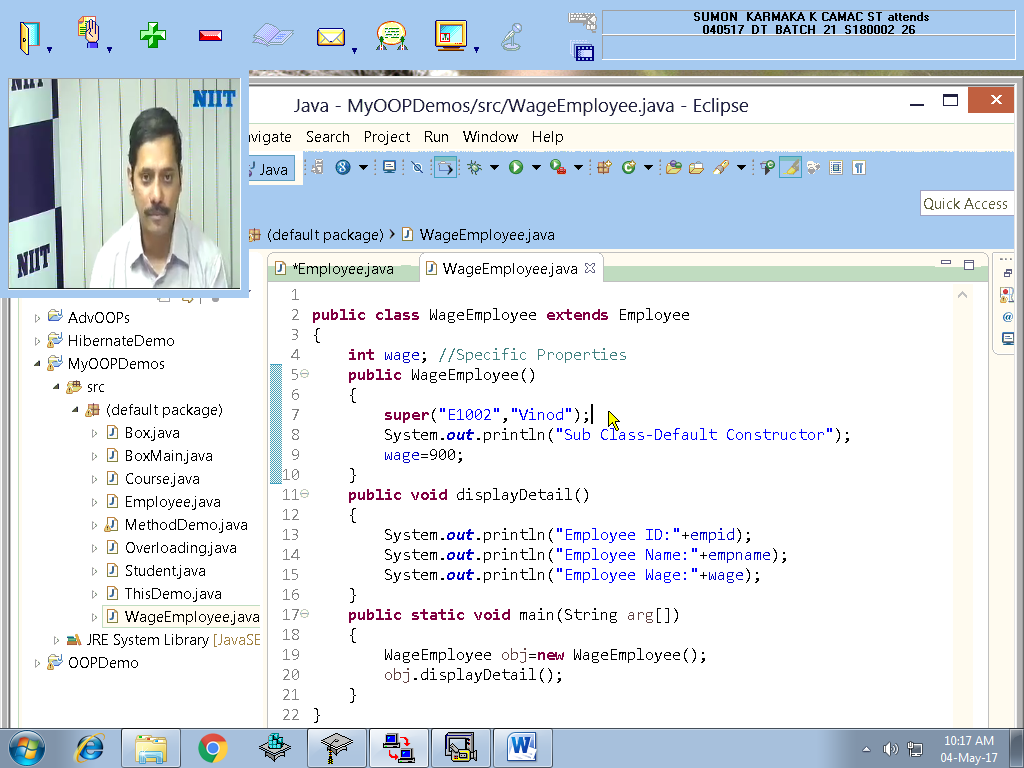 SUMON KARMAKA K CAMAC ST attends
040517_DT_BATCH_21_S180002_26
NIIT
NIIT
Java - MyOOPDemos/src/WageEmployee.java - Eclipse
vigate Search Project Run Window Help
Java
Quick Access
(default package) WageEmployee.java
*Employee.java WageEmployee.java
AdvOOPs
HibernateDemo
MyOOPDemos
src
(default package)
Box.java
BoxMain.java
Course.java
Employee.java
MethodDemo.java
Overloading.java
Student.java
ThisDemo.java
WageEmployee.java
JRE System Library [JavaSE
OOPDemo
1
2 public class WageEmployee extends Employee
3 {
4 int wage; //Specific Properties
5 public WageEmployee()
6 {
7 super("E1002","Vinod");
8 System.out.println("Sub Class-Default Constructor");
9 wage=900;
10 }
11 public void displayDetail()
12 {
13 System.out.println("Employee ID:"+empid);
14 System.out.println("Employee Name:"+empname);
15 System.out.println("Employee Wage:"+wage);
16 }
17 public static void main(String arg[])
18 {
19 WageEmployee obj=new WageEmployee();
20 obj.displayDetail();
21 }
22 }
10:17 AM
04-May-17